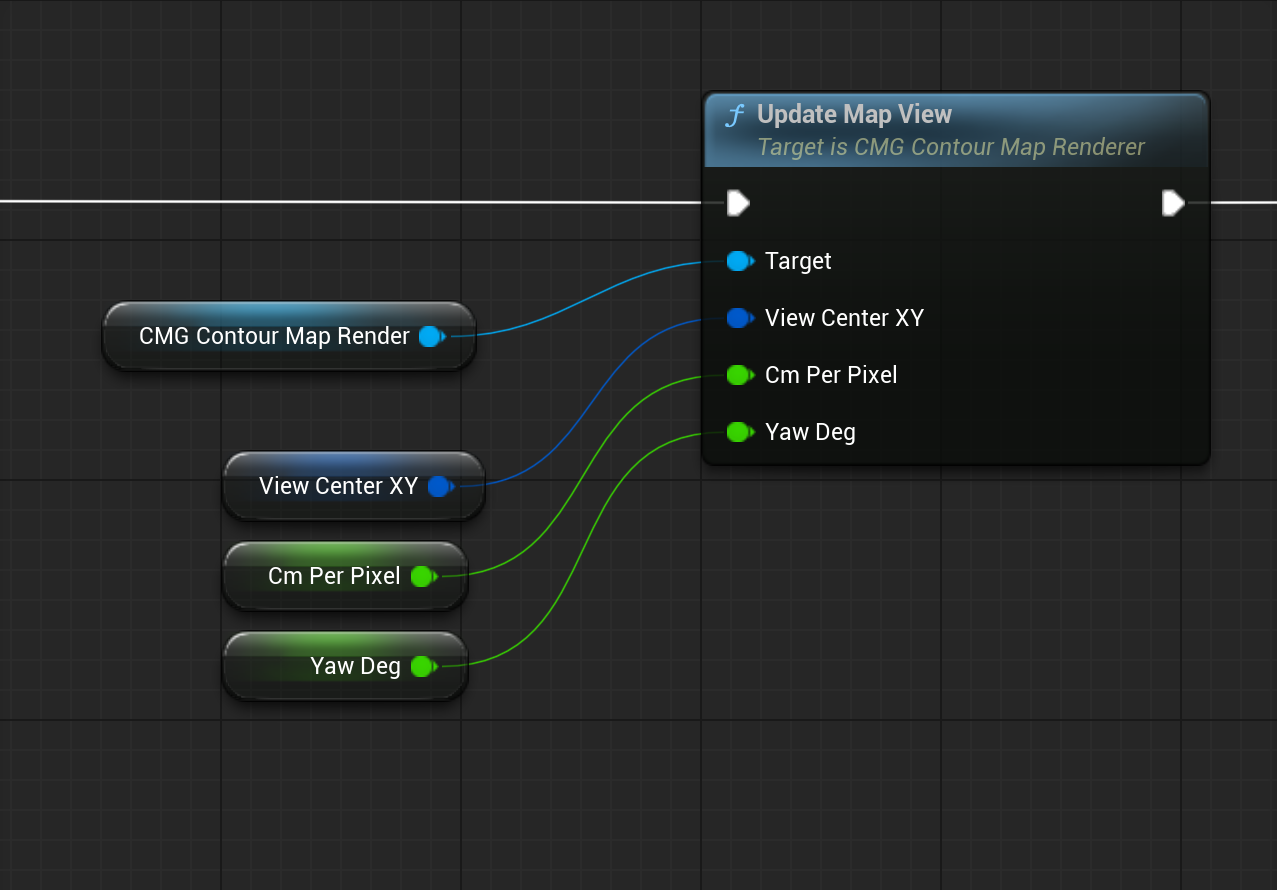 Update Map View
Target is CMG Contour Map Renderer
Target
View Center XY
Cm Per Pixel
Yaw Deg
CMG Contour Map Render
View Center XY
Cm Per Pixel
Yaw Deg